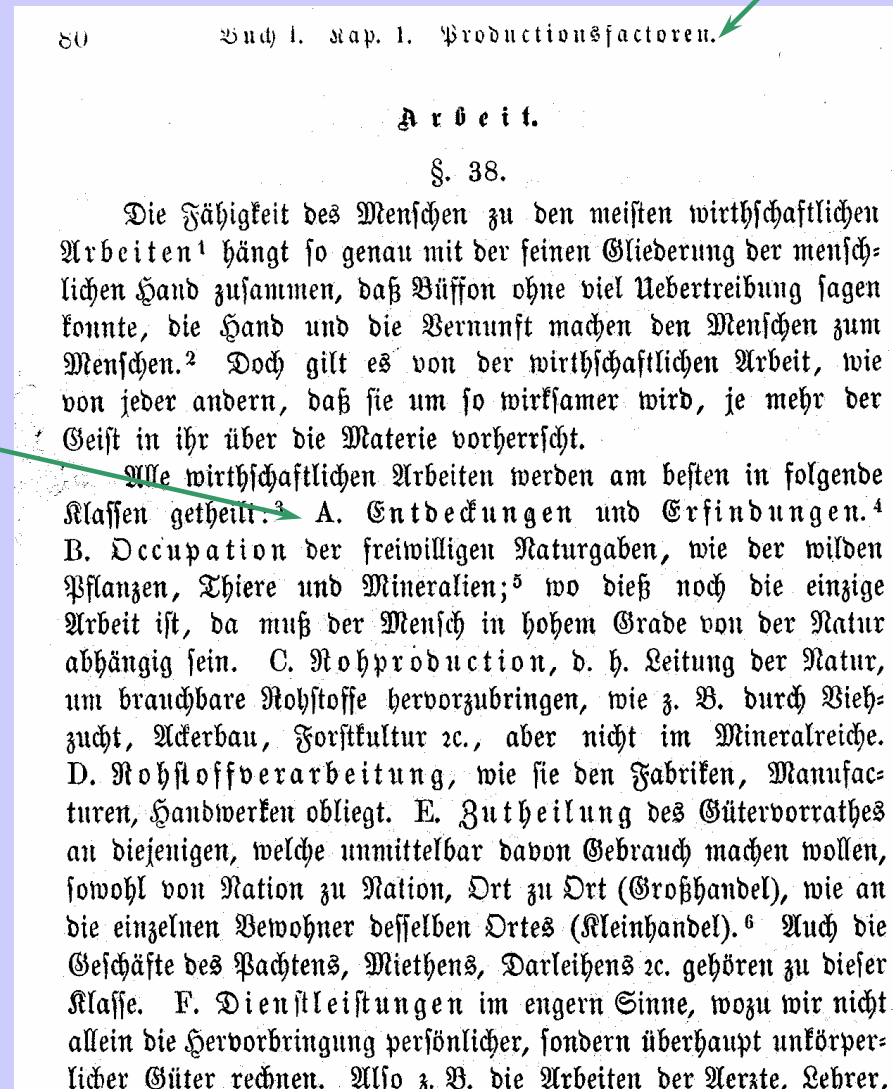 80 Buch I. Kap. 1. Productionsfactoren.
Arbeit.
§. 38.
Die Fähigkeit des Menschen zu den meisten wirthschaftlichen
Arbeiten¹ hängt so genau mit der feinen Gliederung der mensch-
lichen Hand zusammen, daß Büffon ohne viel Uebertreibung sagen
konnte, die Hand und die Vernunft machen den Menschen zum
Menschen.² Doch gilt es von der wirthschaftlichen Arbeit, wie
von jeder andern, daß sie um so wirksamer wird, je mehr der
Geist in ihr über die Materie vorherrscht.
Alle wirthschaftlichen Arbeiten werden am besten in folgende
Klassen getheilt:³ A. Entdeckungen und Erfindungen.⁴
B. Occupation der freiwilligen Naturgaben, wie der wilden
Pflanzen, Thiere und Mineralien;⁵ wo dieß noch die einzige
Arbeit ist, da muß der Mensch in hohem Grade von der Natur
abhängig sein. C. Rohproduction, d. h. Leitung der Natur,
um brauchbare Rohstoffe hervorzubringen, wie z. B. durch Vieh-
zucht, Ackerbau, Forstkultur ꝛc., aber nicht im Mineralreiche.
D. Rohstoffverarbeitung, wie sie den Fabriken, Manufac-
turen, Handwerken obliegt. E. Zutheilung des Gütervorrathes
an diejenigen, welche unmittelbar davon Gebrauch machen wollen,
sowohl von Nation zu Nation, Ort zu Ort (Großhandel), wie an
die einzelnen Bewohner desselben Ortes (Kleinhandel).⁶ Auch die
Geschäfte des Pachtens, Miethens, Darleihens ꝛc. gehören zu dieser
Klasse. F. Dienstleistungen im engern Sinne, wozu wir nicht
allein die Hervorbringung persönlicher, sondern überhaupt unkörper-
licher Güter rechnen. Also z. B. die Arbeiten der Aerzte, Lehrer,